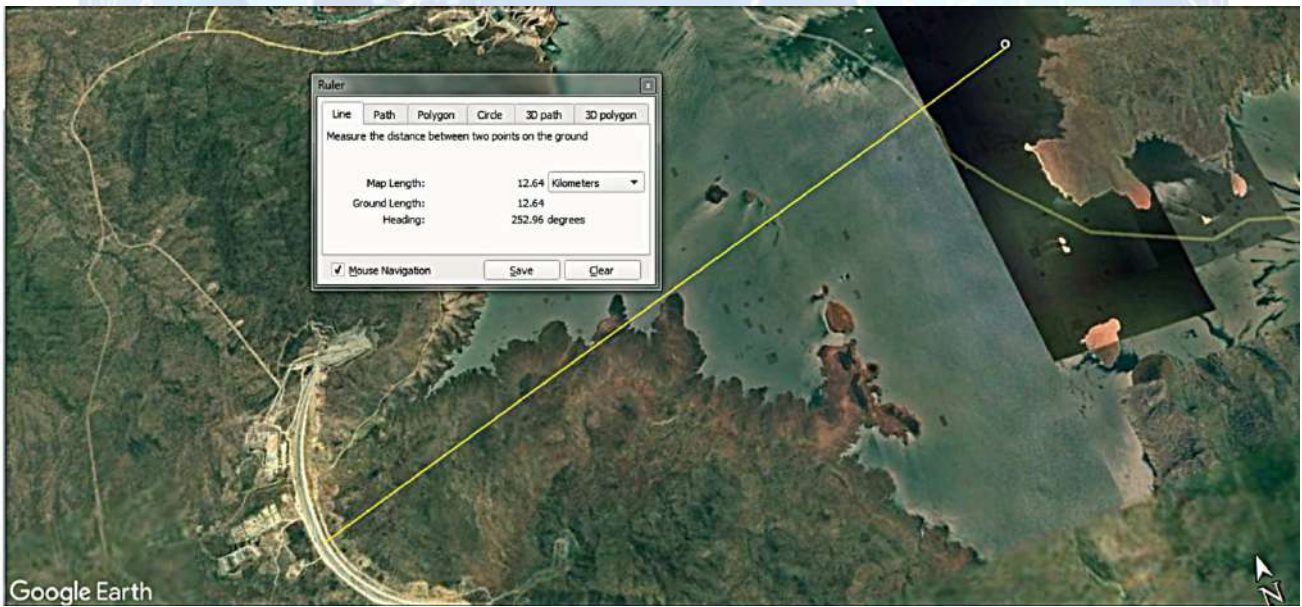 Ruler
Line Path Polygon Circle 3D path 3D polygon
Measure the distance between two points on the ground
Map Length: 12.64 Kilometers
Ground Length: 12.64
Heading: 252.96 degrees
Mouse Navigation Save Clear
Google Earth
N